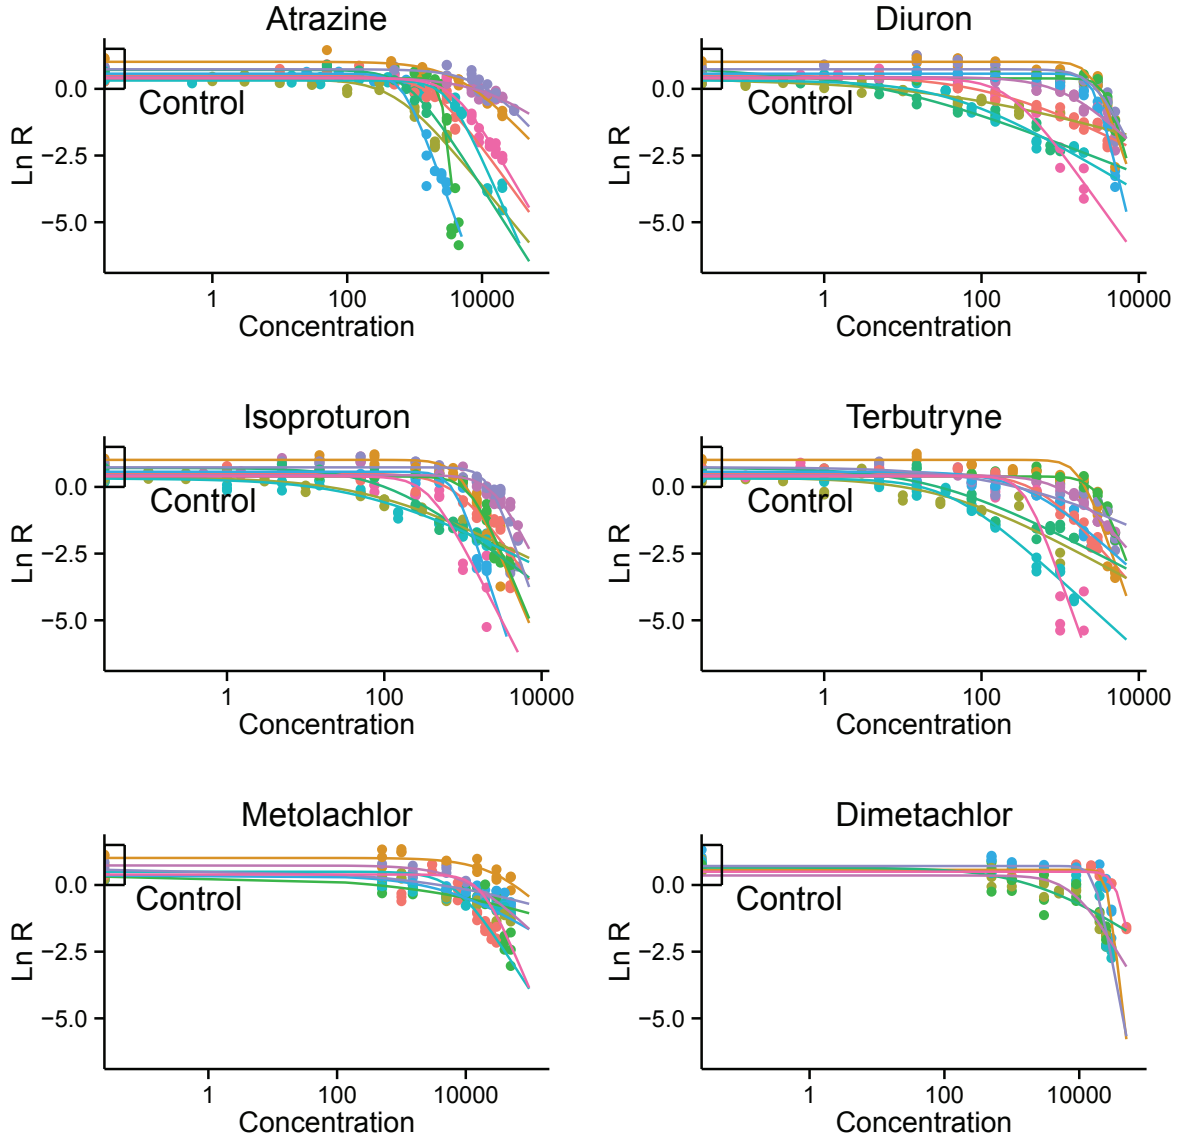 Atrazine
Diuron
Ln R
0.0
−2.5
−5.0
Control
1
100
10000
Concentration
Ln R
0.0
−2.5
−5.0
Control
1
100
10000
Concentration
Isoproturon
Terbutryne
Ln R
0.0
−2.5
−5.0
Control
1
100
10000
Concentration
Ln R
0.0
−2.5
−5.0
Control
1
100
10000
Concentration
Metolachlor
Dimetachlor
Ln R
0.0
−2.5
−5.0
Control
1
100
10000
Concentration
Ln R
0.0
−2.5
−5.0
Control
1
100
10000
Concentration